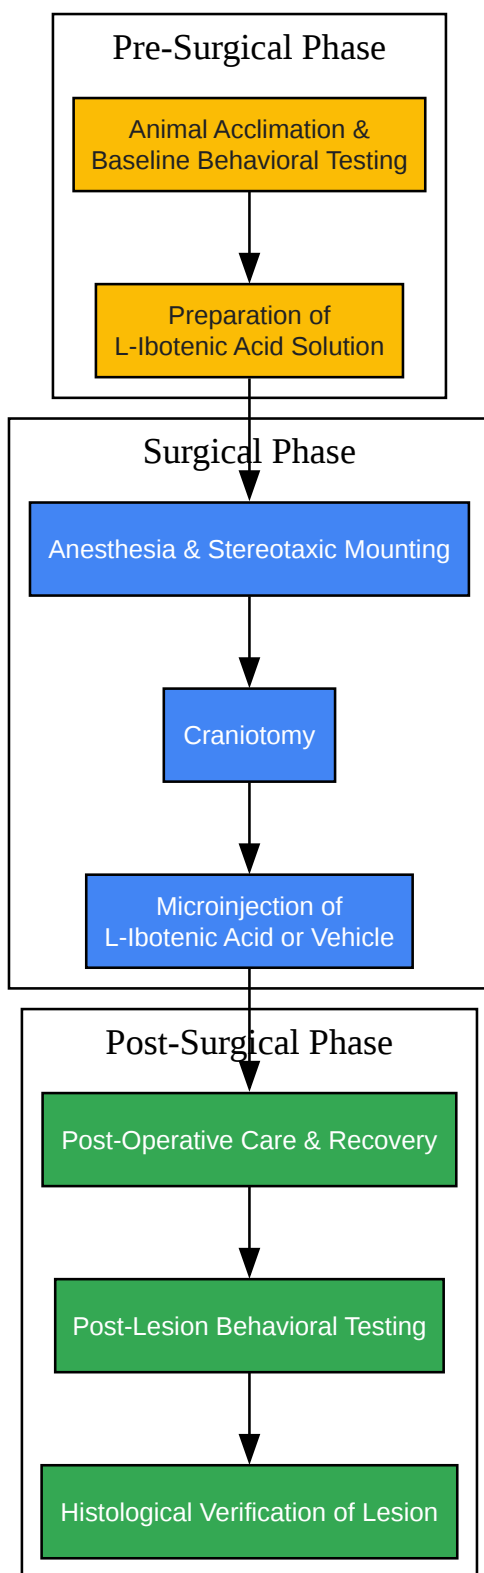 Pre-Surgical Phase
Animal Acclimation &
Baseline Behavioral Testing
Preparation of
L-Ibotenic Acid Solution
Surgical Phase
Anesthesia & Stereotaxic Mounting
Craniotomy
Microinjection of
L-Ibotenic Acid or Vehicle
Post-Surgical Phase
Post-Operative Care & Recovery
Post-Lesion Behavioral Testing
Histological Verification of Lesion